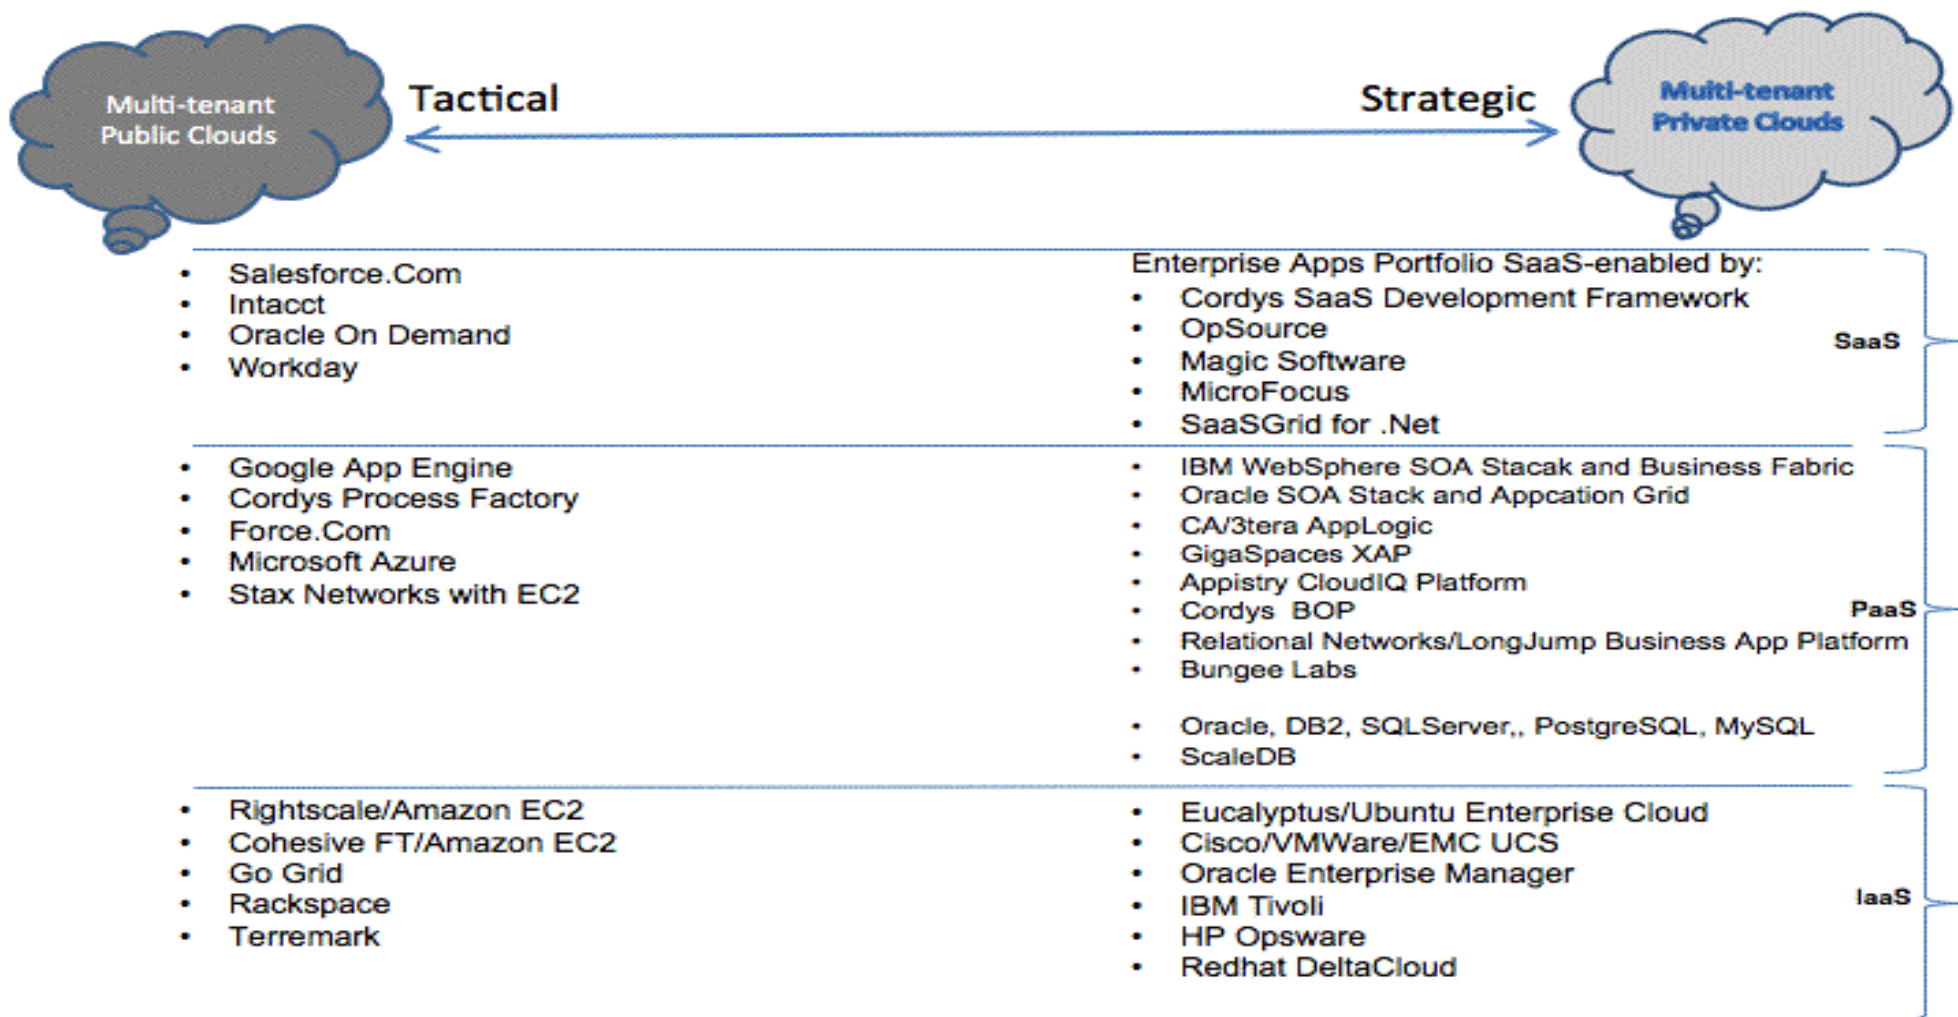 Multi-tenant
Public Clouds
Tactical
Strategic
Multi-tenant
Private Clouds
• Salesforce.Com
• Intacct
• Oracle On Demand
• Workday
Enterprise Apps Portfolio SaaS-enabled by:
• Cordys SaaS Development Framework
• OpSource
• Magic Software
• MicroFocus
• SaaSGrid for .Net
SaaS
• Google App Engine
• Cordys Process Factory
• Force.Com
• Microsoft Azure
• Stax Networks with EC2
• IBM WebSphere SOA Stacak and Business Fabric
• Oracle SOA Stack and Appcation Grid
• CA/3tera AppLogic
• GigaSpaces XAP
• Appistry CloudIQ Platform
• Cordys BOP
• Relational Networks/LongJump Business App Platform
• Bungee Labs
• Oracle, DB2, SQLServer,, PostgreSQL, MySQL
• ScaleDB
PaaS
• Rightscale/Amazon EC2
• Cohesive FT/Amazon EC2
• Go Grid
• Rackspace
• Terremark
• Eucalyptus/Ubuntu Enterprise Cloud
• Cisco/VMWare/EMC UCS
• Oracle Enterprise Manager
• IBM Tivoli
• HP Opsware
• Redhat DeltaCloud
IaaS